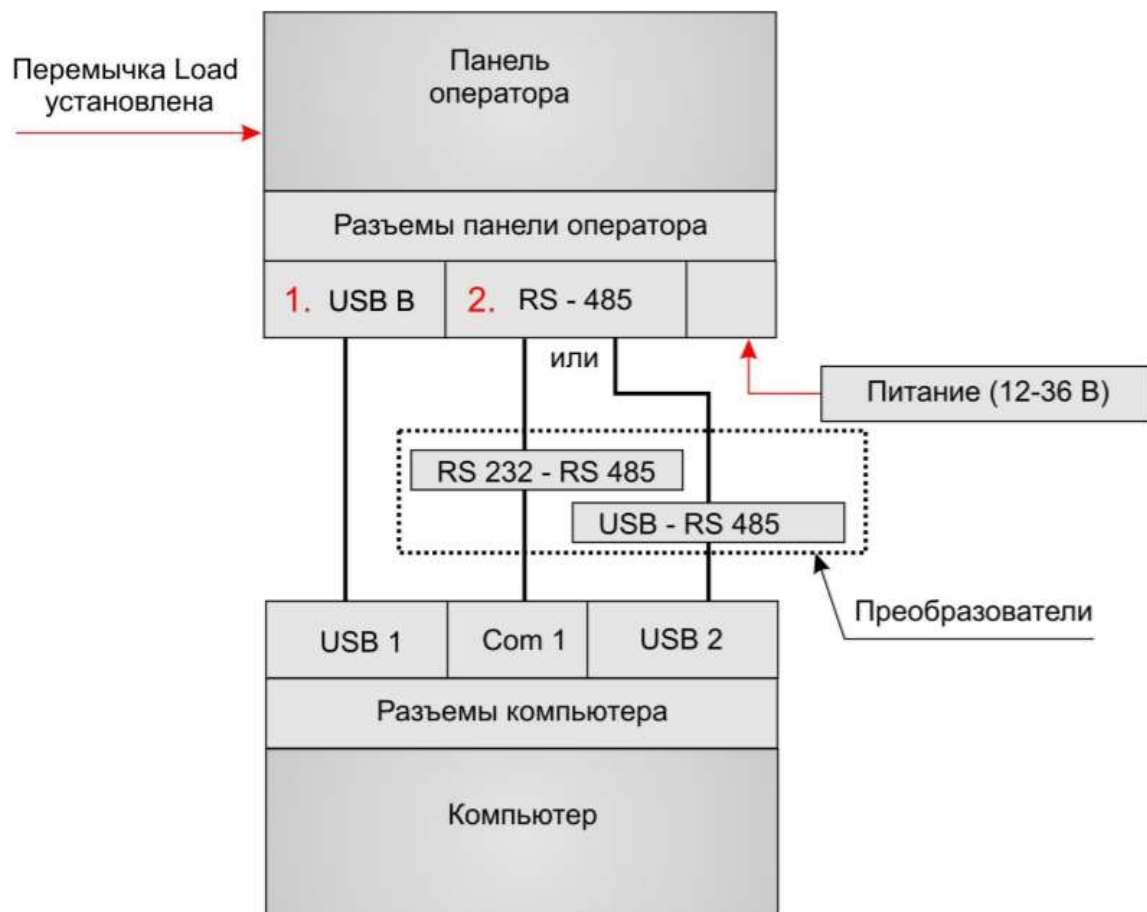 Перемычка Load
установлена
Панель
оператора
Разъемы панели оператора
1. USB B
2. RS - 485
или
Питание (12-36 В)
RS 232 - RS 485
USB - RS 485
Преобразователи
USB 1
Com 1
USB 2
Разъемы компьютера
Компьютер